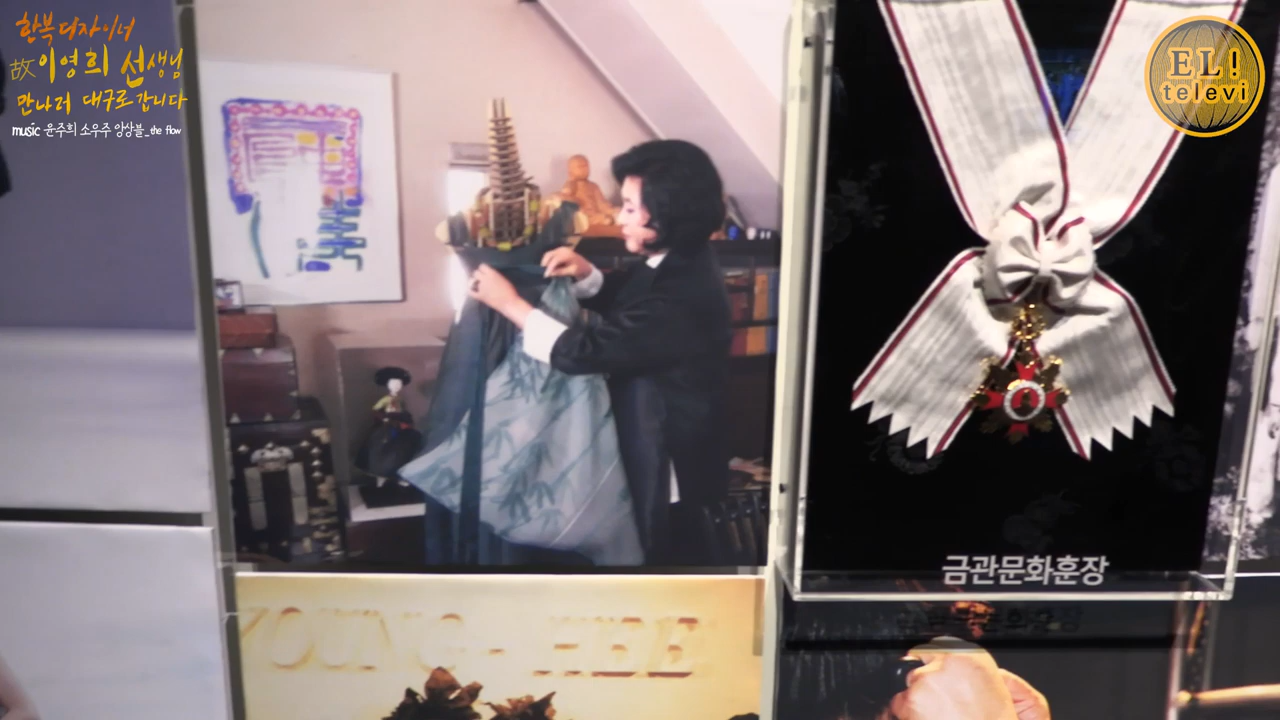 한복디자이너
故이영희 선생님
만나러 대구로 갑니다
music 윤주희 소우주 앙상블_the flow
EL!
televi
금관문화훈장
YOUNG-HEE